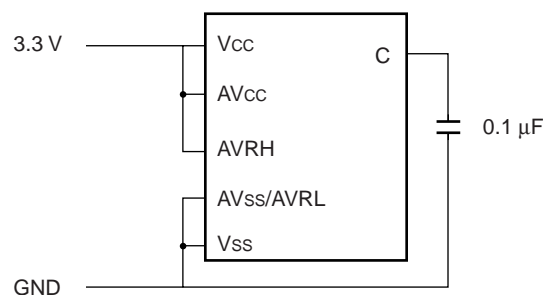 3.3 V
VCC
C
AVCC
0.1 μF
AVRH
AVSS/AVRL
VSS
GND